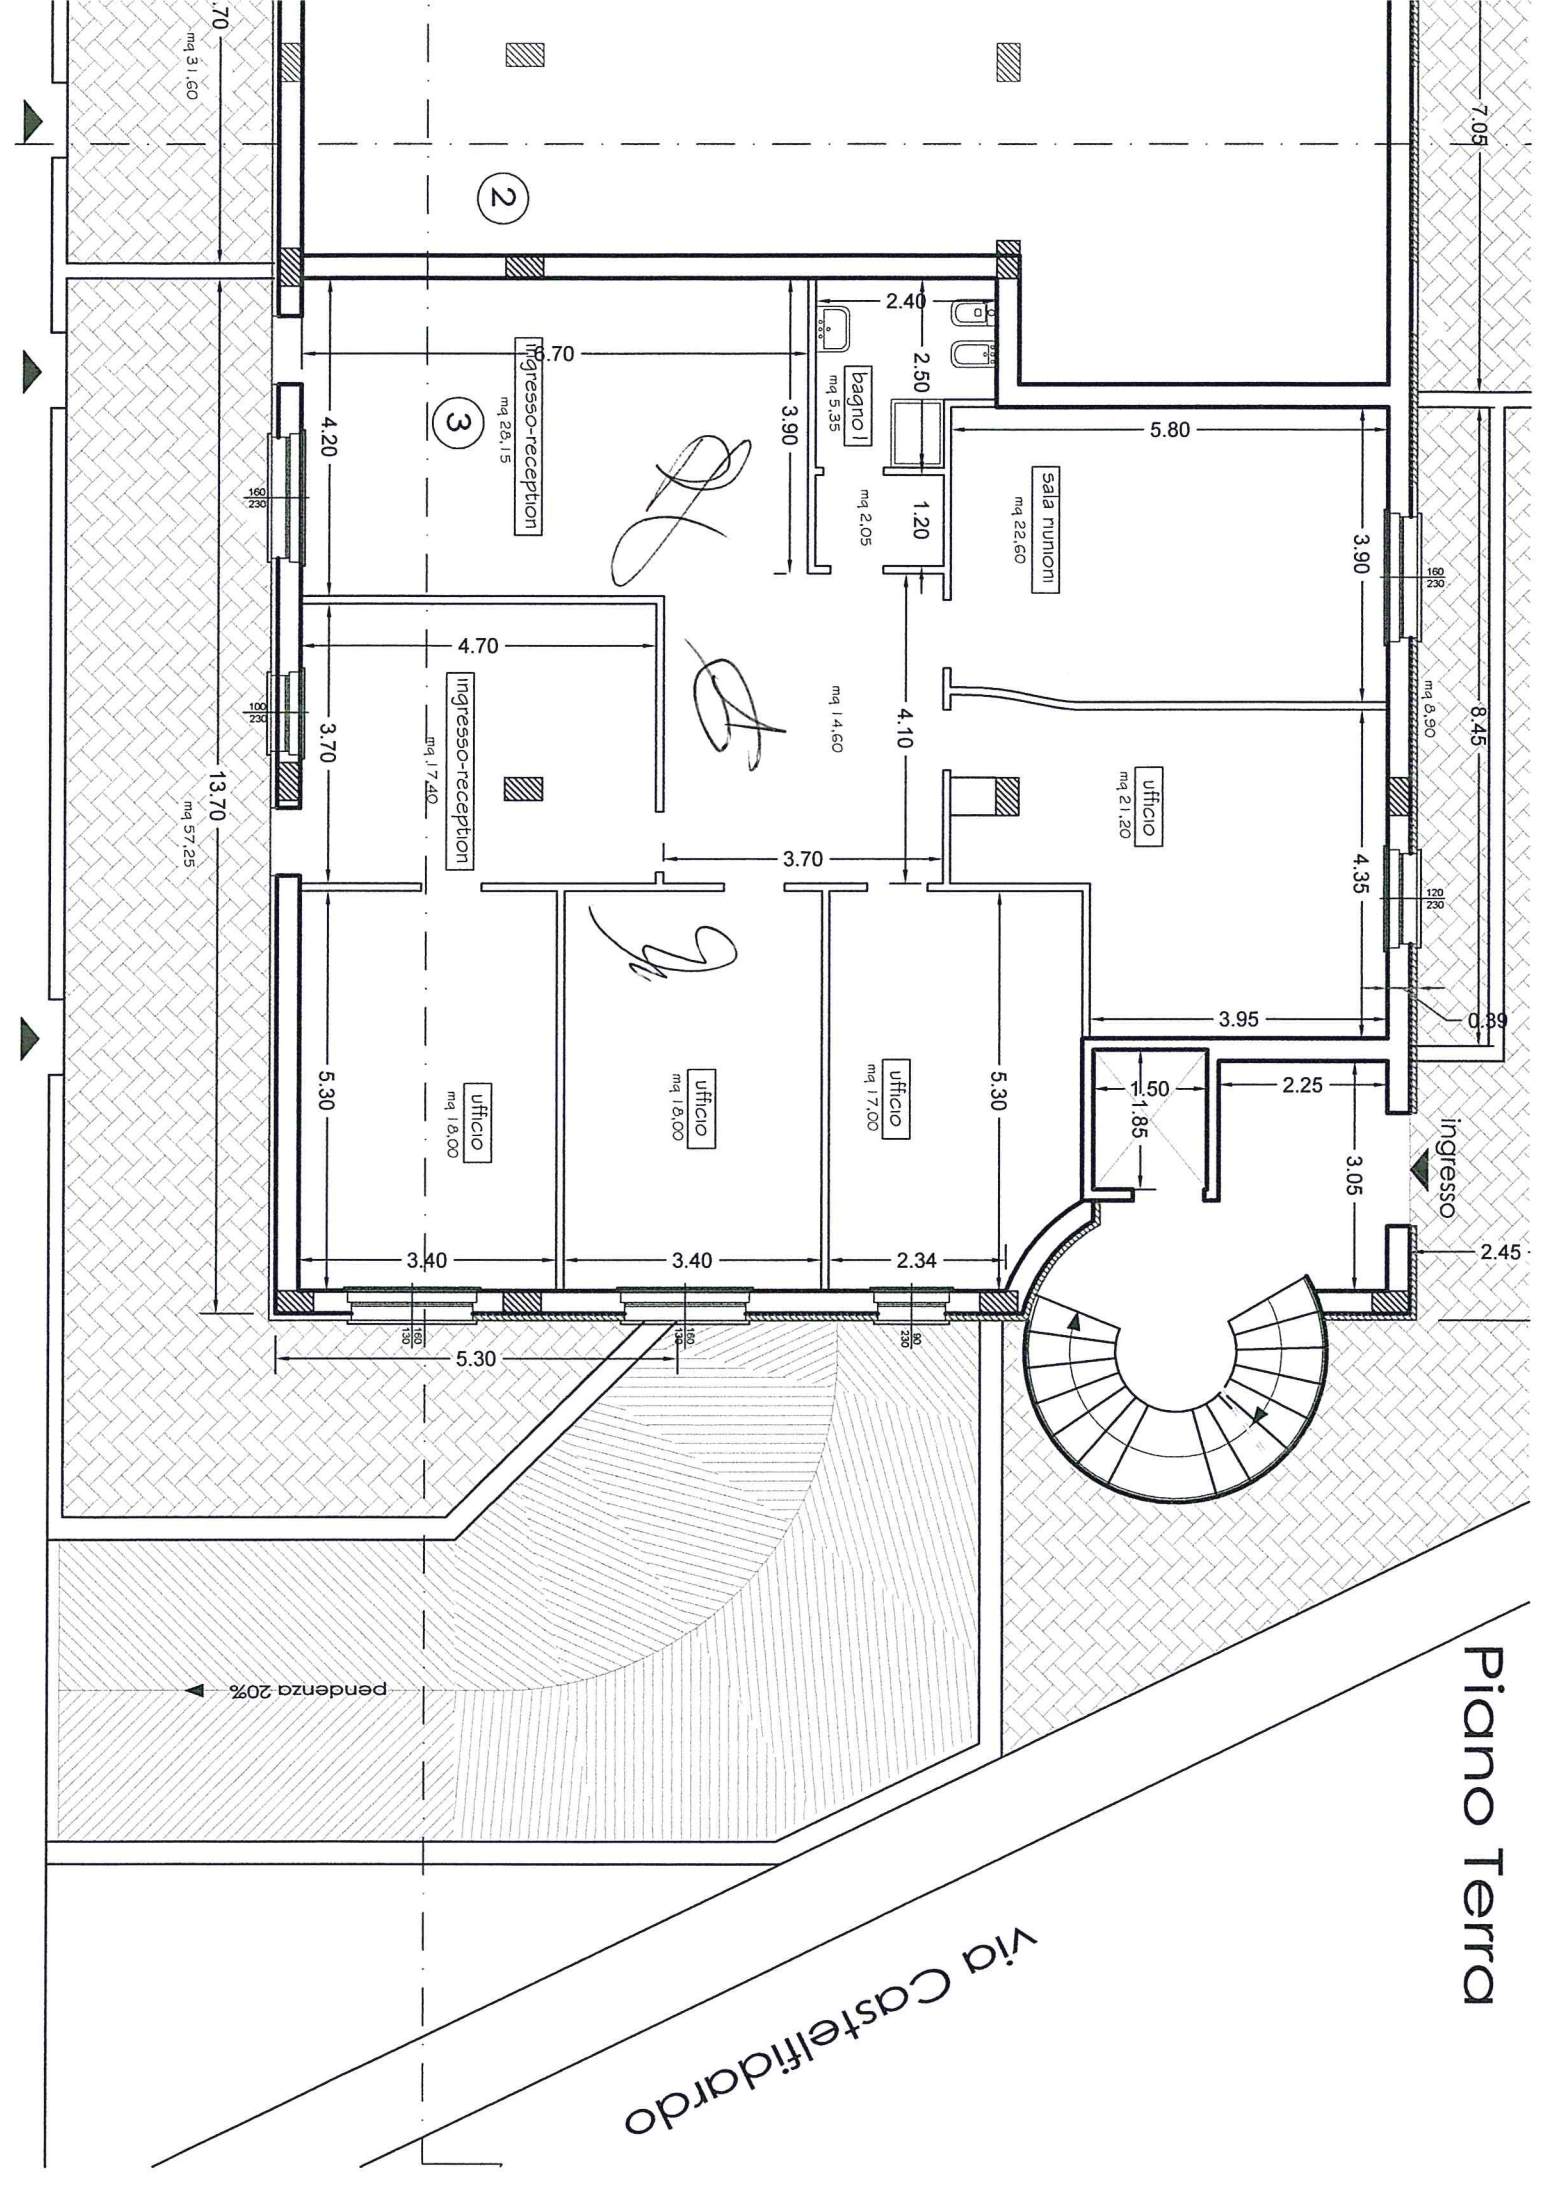 Piano Terra
via Castelfidardo
7.05
8.45
mq 8,90
ingresso
2.45
0.39
160
230
120
230
5.80
3.90
sala riunioni
mq 22,60
4.35
ufficio
mq 21,20
3.95
2.25
3.05
1.50
1.85
2.40
2.50
bagno 1
mq 5,35
1.20
mq 2,05
4.10
mq 14,60
3.70
5.30
ufficio
mq 17,00
2.34
3.90
6.70
ingresso-reception
mq 28,15
3
2
4.20
4.70
ingresso-reception
mq 17,40
3.70
ufficio
mq 18,00
3.40
ufficio
mq 18,00
5.30
3.40
160
230
100
230
160
130
160
130
90
230
5.30
.70
mq 31,60
13.70
mq 57,25
pendenza 20%